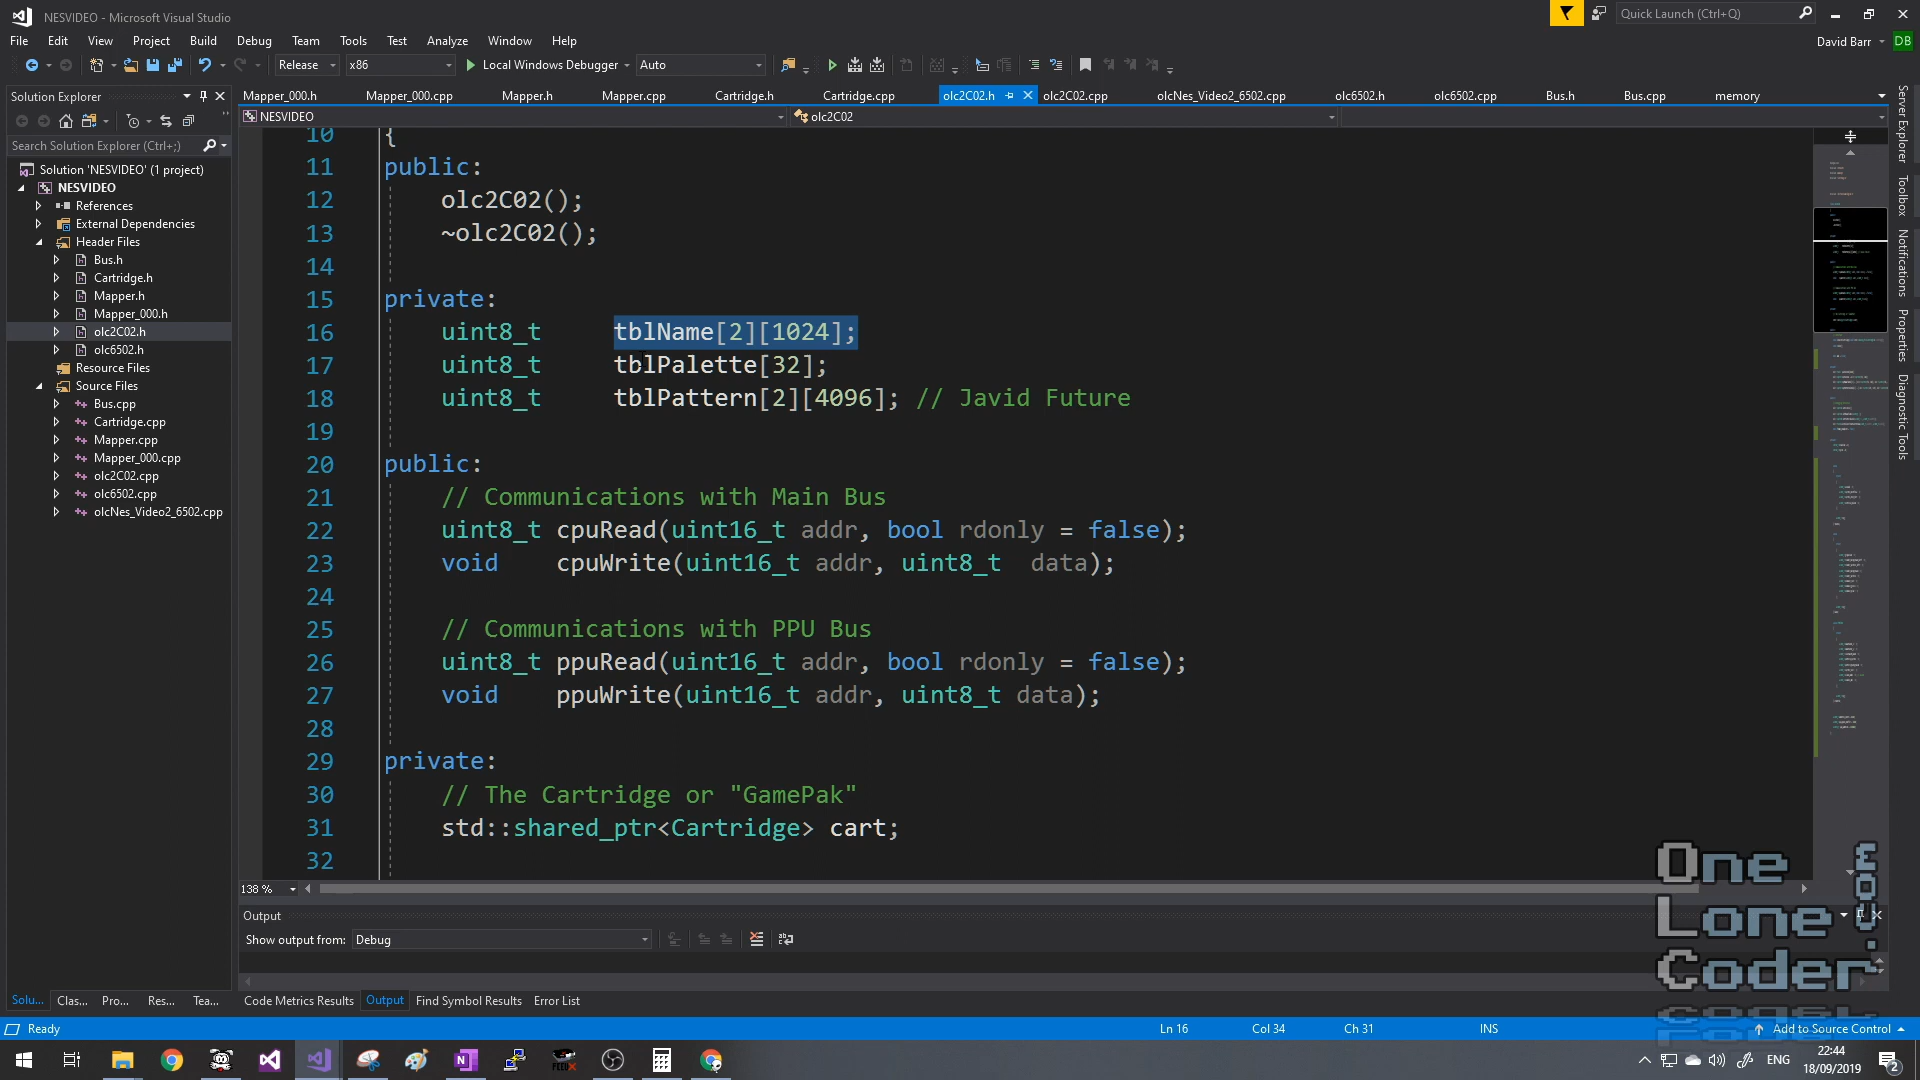 NESVIDEO - Microsoft Visual Studio
Quick Launch (Ctrl+Q)
File Edit View Project Build Debug Team Tools Test Analyze Window Help
David Barr DB
Release x86 Local Windows Debugger Auto
Solution Explorer
Mapper_000.h Mapper_000.cpp Mapper.h Mapper.cpp Cartridge.h Cartridge.cpp olc2C02.h olc2C02.cpp olcNes_Video2_6502.cpp olc6502.h olc6502.cpp Bus.h Bus.cpp memory
NESVIDEO olc2C02
Search Solution Explorer (Ctrl+;)
Solution 'NESVIDEO' (1 project)
NESVIDEO
References
External Dependencies
Header Files
Bus.h
Cartridge.h
Mapper.h
Mapper_000.h
olc2C02.h
olc6502.h
Resource Files
Source Files
Bus.cpp
Cartridge.cpp
Mapper.cpp
Mapper_000.cpp
olc2C02.cpp
olc6502.cpp
olcNes_Video2_6502.cpp
10 {
11 public:
12 olc2C02();
13 ~olc2C02();
14
15 private:
16 uint8_t tblName[2][1024];
17 uint8_t tblPalette[32];
18 uint8_t tblPattern[2][4096]; // Javid Future
19
20 public:
21 // Communications with Main Bus
22 uint8_t cpuRead(uint16_t addr, bool rdonly = false);
23 void cpuWrite(uint16_t addr, uint8_t data);
24
25 // Communications with PPU Bus
26 uint8_t ppuRead(uint16_t addr, bool rdonly = false);
27 void ppuWrite(uint16_t addr, uint8_t data);
28
29 private:
30 // The Cartridge or "GamePak"
31 std::shared_ptr<Cartridge> cart;
32
Server Explorer
Toolbox
Notifications
Properties
Diagnostic Tools
138 %
Output
Show output from: Debug
Solu... Clas... Pro... Res... Tea...
Code Metrics Results Output Find Symbol Results Error List
One
Lone
Coder
.com
Ready Ln 16 Col 34 Ch 31 INS Add to Source Control
ENG
22:44
18/09/2019
2